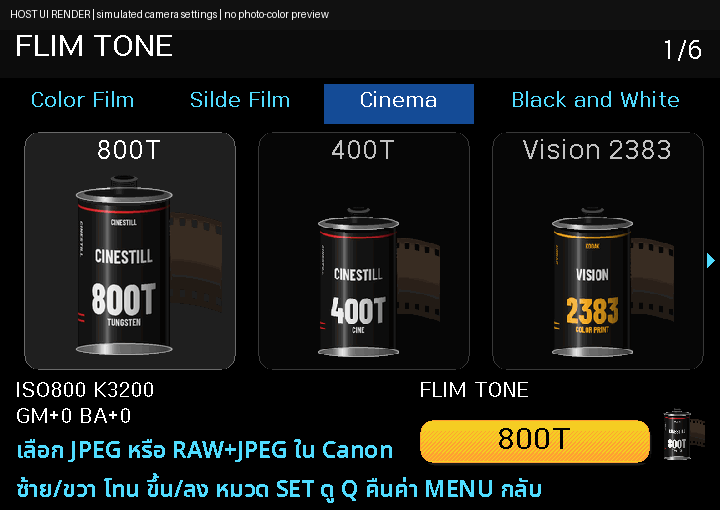 HOST UI RENDER | simulated camera settings | no photo-color preview
FLIM TONE
1/6
Color Film
Silde Film
Cinema
Black and White
800T
400T
Vision 2383
CINESTILL
CINESTILL
800T
TUNGSTEN
CINESTILL
400T
CINE
KODAK
VISION
2383
COLOR PRINT
ISO800 K3200
GM+0 BA+0
FLIM TONE
800T
800T
เลือก JPEG หรือ RAW+JPEG ใน Canon
ซ้าย/ขวา โทน ขึ้น/ลง หมวด SET ดู Q คืนค่า MENU กลับ